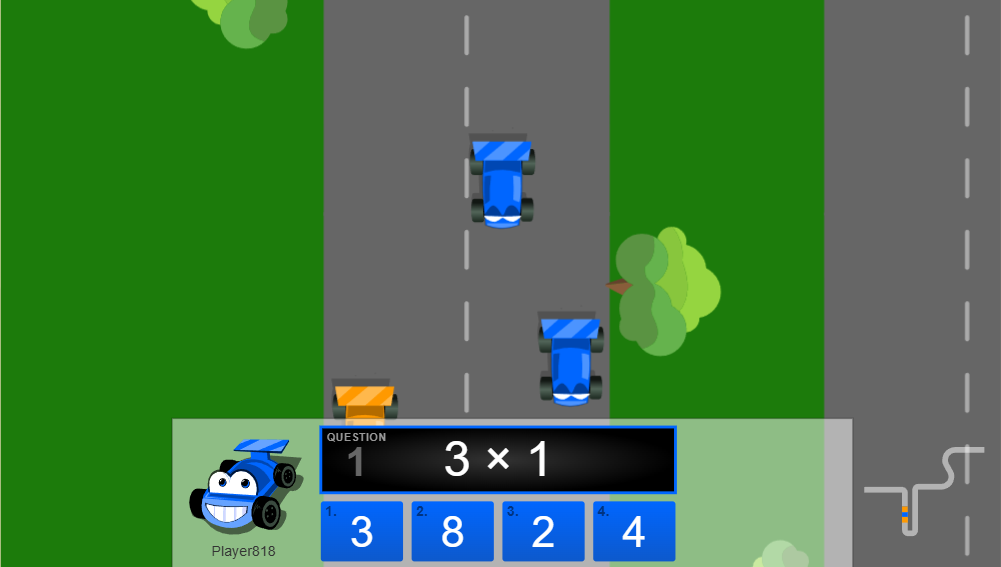 QUESTION
1
3 × 1
1. 3
2. 8
3. 2
4. 4
Player818